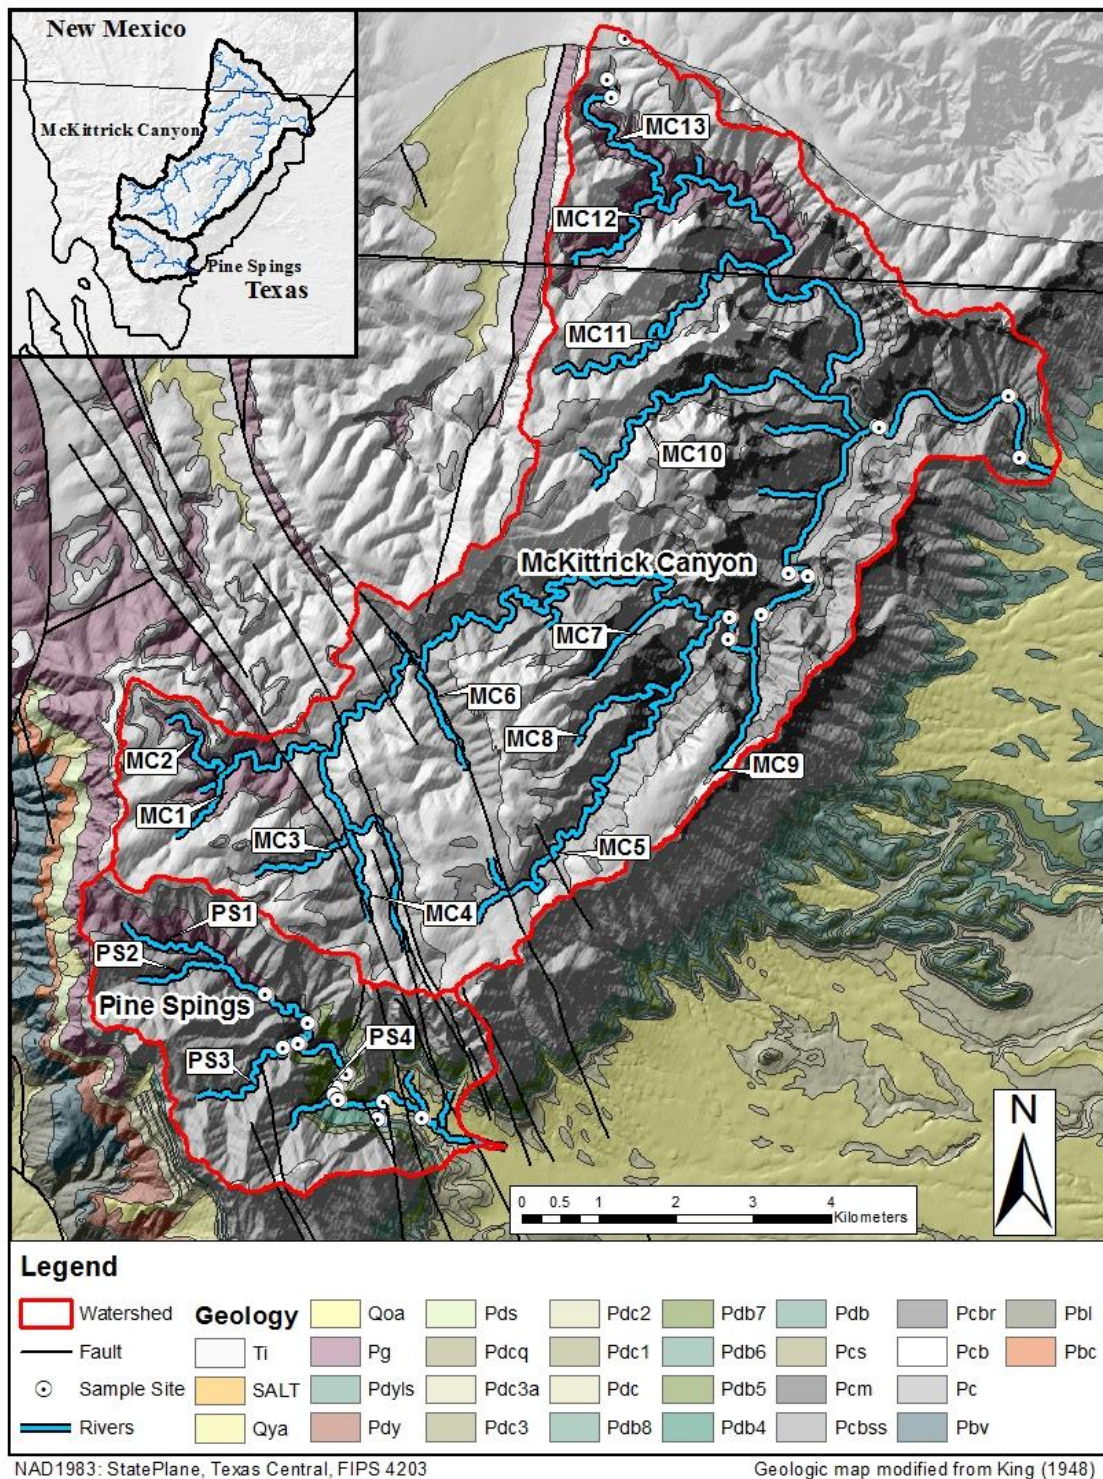 New Mexico
McKittrick Canyon
Pine Spings
Texas
MC13
MC12
MC11
MC10
McKittrick Canyon
MC7
MC6
MC2
MC8
MC9
MC1
MC3
MC5
MC4
PS1
PS2
Pine Spings
PS4
PS3
N
0 0.5 1 2 3 4
Kilometers
Legend
Watershed
Fault
Sample Site
Rivers
Geology
Ti
SALT
Qya
Qoa
Pg
Pdyls
Pdy
Pds
Pdcq
Pdc3a
Pdc3
Pdc2
Pdc1
Pdc
Pdb8
Pdb7
Pdb6
Pdb5
Pdb4
Pdb
Pcs
Pcm
Pcbss
Pcbr
Pcb
Pc
Pbv
Pbl
Pbc
NAD1983: StatePlane, Texas Central, FIPS 4203
Geologic map modified from King (1948)